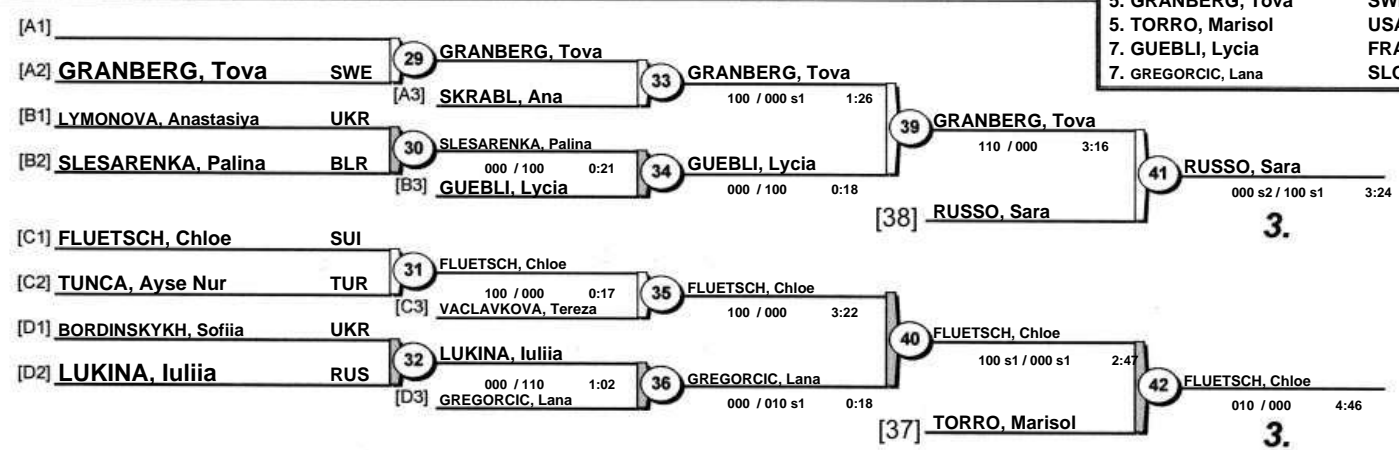 5. GRANBERG, Tova
5. TORRO, Marisol USA
7. GUEBLI, Lycia FRA
7. GREGORCIC, Lana
[A1]
[A2] GRANBERG, Tova SWE
29
GRANBERG, Tova
[A3] SKRABL, Ana
33
GRANBERG, Tova
100 / 000 s1 1:26
[B1] LYMONOVA, Anastasiya UKR
[B2] SLESARENKA, Palina BLR
30
SLESARENKA, Palina
000 / 100 0:21
[B3] GUEBLI, Lycia
34
GUEBLI, Lycia
000 / 100 0:18
39
GRANBERG, Tova
110 / 000 3:16
[38] RUSSO, Sara
41
RUSSO, Sara
000 s2 / 100 s1 3:24
3.
[C1] FLUETSCH, Chloe SUI
[C2] TUNCA, Ayse Nur TUR
31
FLUETSCH, Chloe
100 / 000 0:17
[C3] VACLAVKOVA, Tereza
35
FLUETSCH, Chloe
100 / 000 3:22
[D1] BORDINSKYKH, Sofiia UKR
[D2] LUKINA, Iuliia RUS
32
LUKINA, Iuliia
000 / 110 1:02
[D3] GREGORCIC, Lana
36
GREGORCIC, Lana
000 / 010 s1 0:18
40
FLUETSCH, Chloe
100 s1 / 000 s1 2:47
[37] TORRO, Marisol
42
FLUETSCH, Chloe
010 / 000 4:46
3.